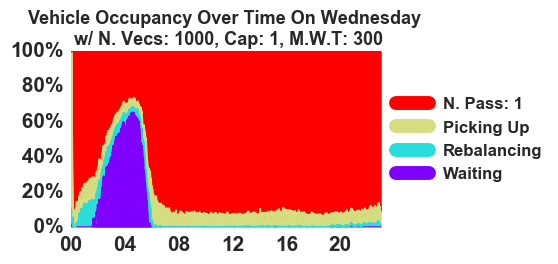 Vehicle Occupancy Over Time On Wednesday
w/ N. Vecs: 1000, Cap: 1, M.W.T: 300
100%
80%
60%
40%
20%
0%
00 04 08 12 16 20
N. Pass: 1
Picking Up
Rebalancing
Waiting